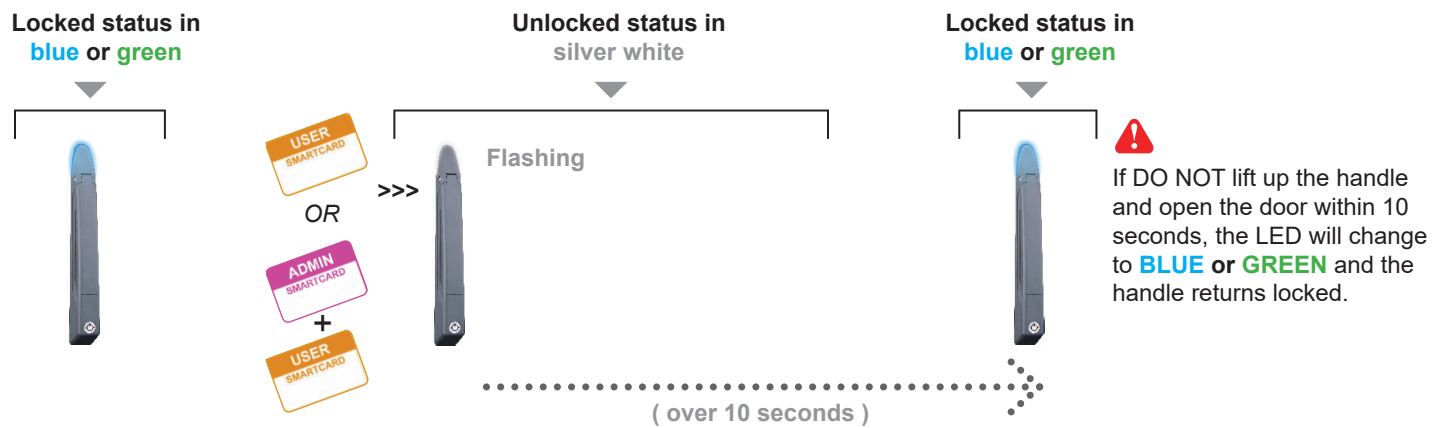 Locked status in
blue or green
Unlocked status in
silver white
Locked status in
blue or green
USER
SMARTCARD
OR
ADMIN
SMARTCARD
+
USER
SMARTCARD
>>>
Flashing
( over 10 seconds )
!
If DO NOT lift up the handle
and open the door within 10
seconds, the LED will change
to BLUE or GREEN and the
handle returns locked.